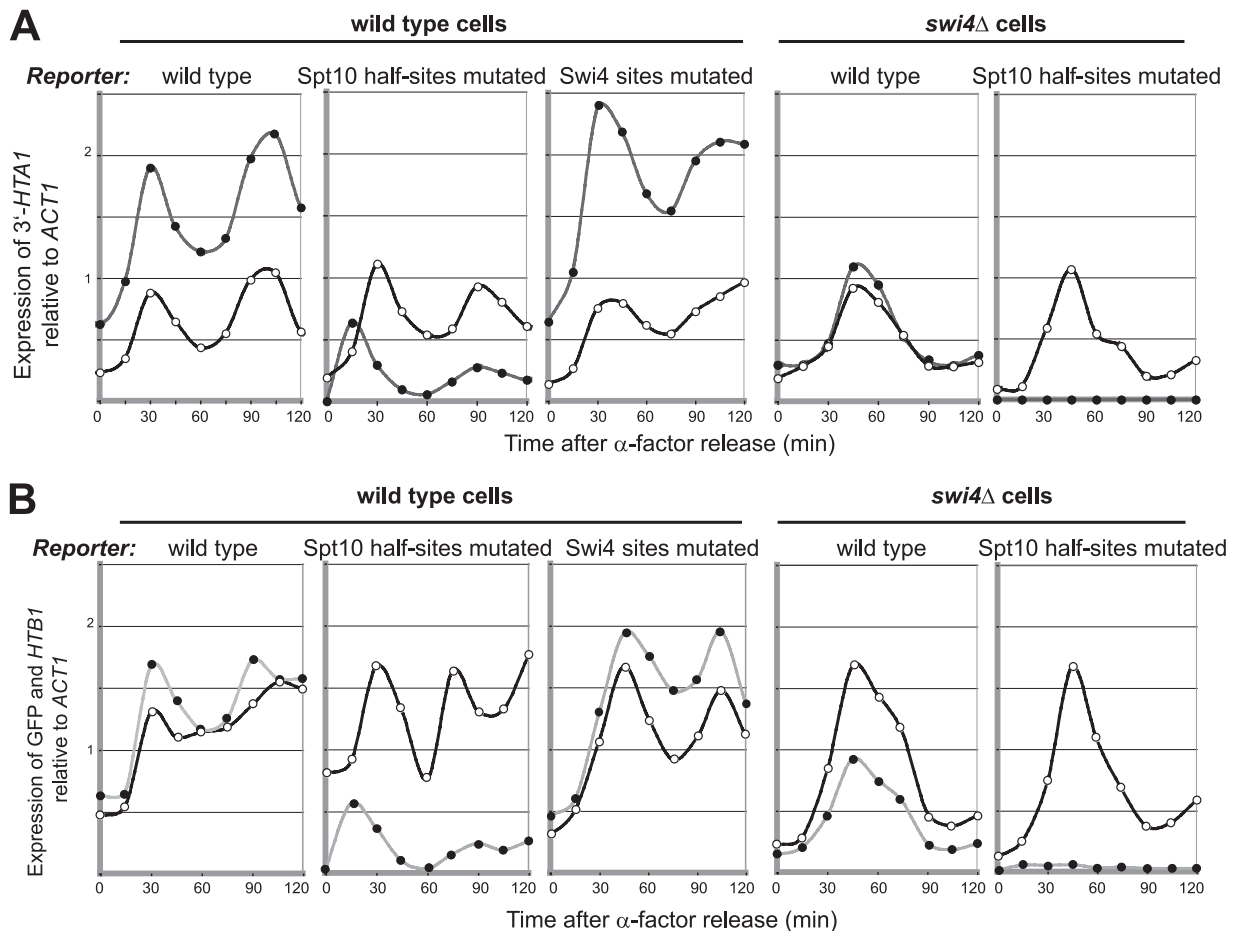 A
wild type cells
swi4Δ cells
Reporter:
wild type
Spt10 half-sites mutated
Swi4 sites mutated
wild type
Spt10 half-sites mutated
Expression of 3'-HTA1
relative to ACT1
2
1
0 30 60 90 120
0 30 60 90 120
0 30 60 90 120
0 30 60 90 120
0 30 60 90 120
Time after α-factor release (min)
B
wild type cells
swi4Δ cells
Reporter:
wild type
Spt10 half-sites mutated
Swi4 sites mutated
wild type
Spt10 half-sites mutated
Expression of GFP and HTB1
relative to ACT1
2
1
0 30 60 90 120
0 30 60 90 120
0 30 60 90 120
0 30 60 90 120
0 30 60 90 120
Time after α-factor release (min)